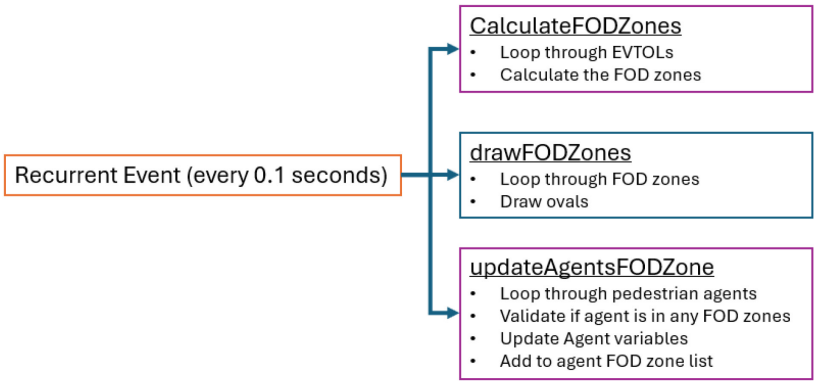 CalculateFODZones
• Loop through EVTOLs
• Calculate the FOD zones
Recurrent Event (every 0.1 seconds)
drawFODZones
• Loop through FOD zones
• Draw ovals
updateAgentsFODZone
• Loop through pedestrian agents
• Validate if agent is in any FOD zones
• Update Agent variables
• Add to agent FOD zone list